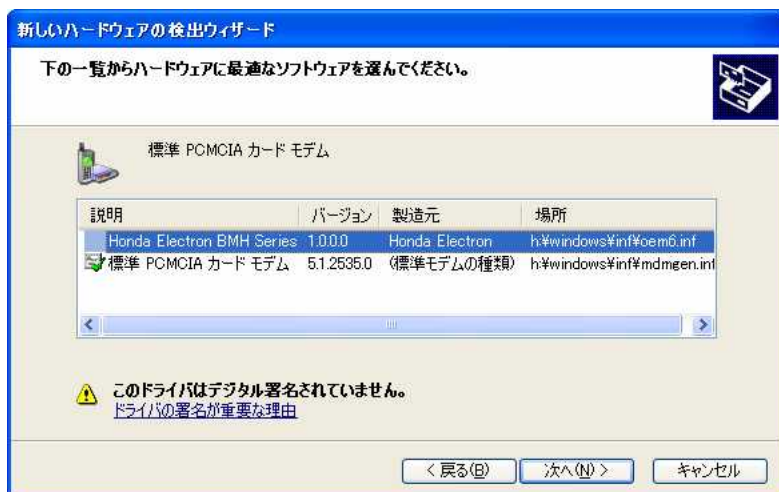 新しいハードウェアの検出ウィザード
下の一覧からハードウェアに最適なソフトウェアを選んでください。
標準 PCMCIA カード モデム
説明 バージョン 製造元 場所
Honda Electron BMH Series 1.0.0.0 Honda Electron h:¥windows¥inf¥oem6.inf
標準 PCMCIA カード モデム 5.1.2535.0 (標準モデムの種類) h:¥windows¥inf¥mdmgen.inf
このドライバはデジタル署名されていません。
ドライバの署名が重要な理由
< 戻る(B) 次へ(N) > キャンセル